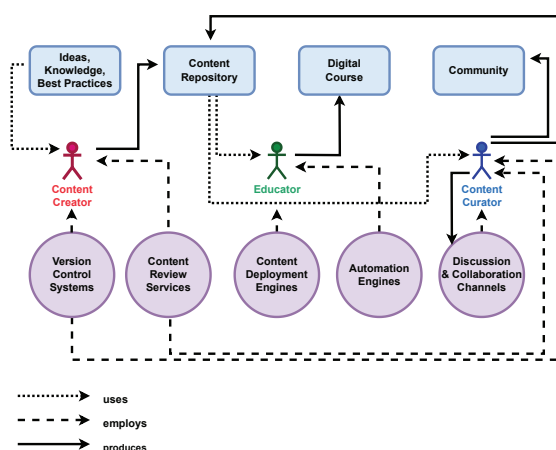 Ideas,
Knowledge,
Best Practices
Content
Repository
Digital
Course
Community
Content
Creator
Educator
Content
Curator
Version
Control
Systems
Content
Review
Services
Content
Deployment
Engines
Automation
Engines
Discussion
& Collaboration
Channels
uses
employs
produces